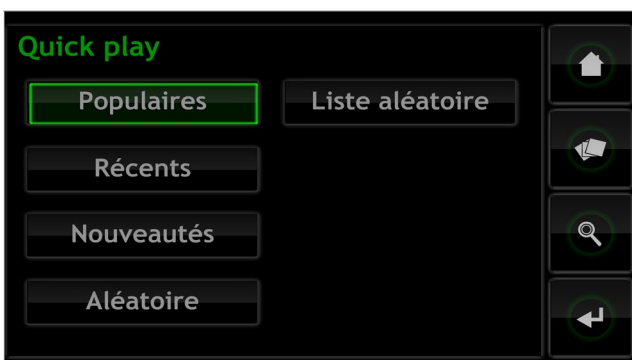 Quick play
Populaires
Liste aléatoire
Récents
Nouveautés
Aléatoire